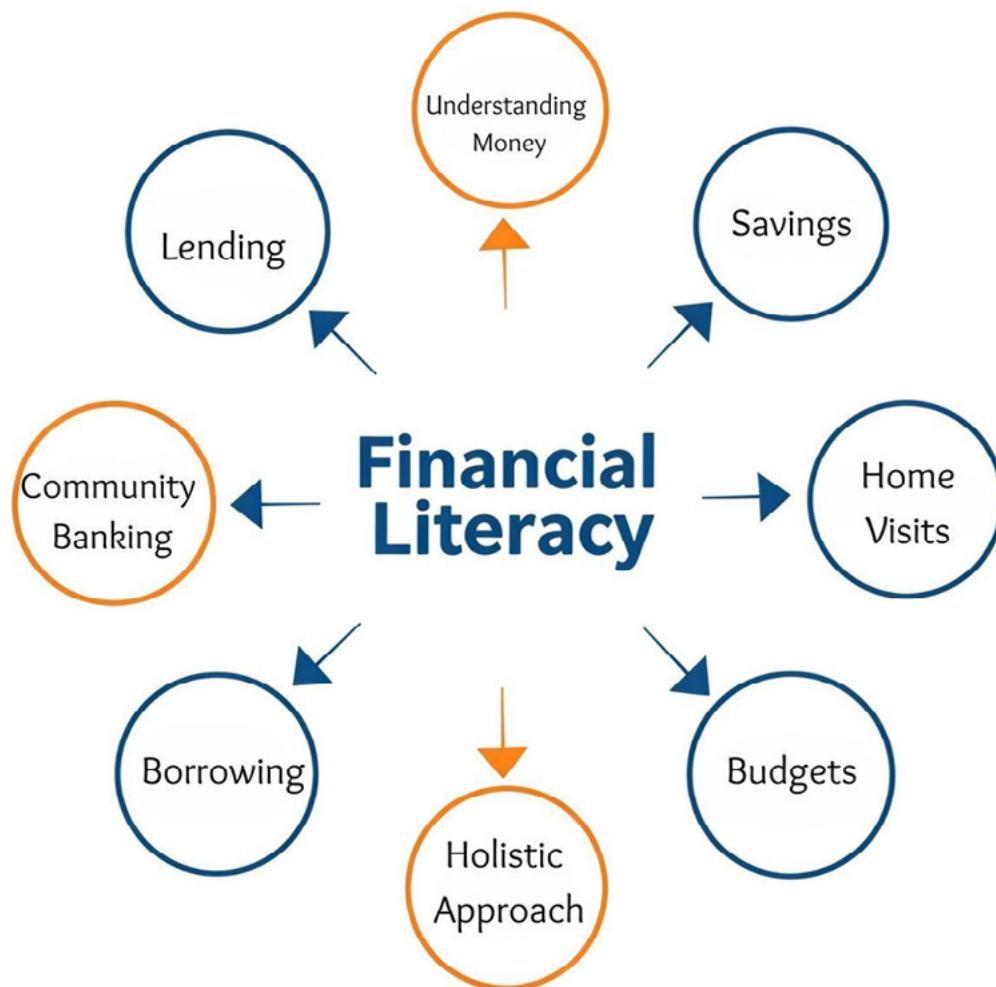 Understanding
Money
Savings
Lending
Financial
Literacy
Home
Visits
Community
Banking
Budgets
Borrowing
Holistic
Approach